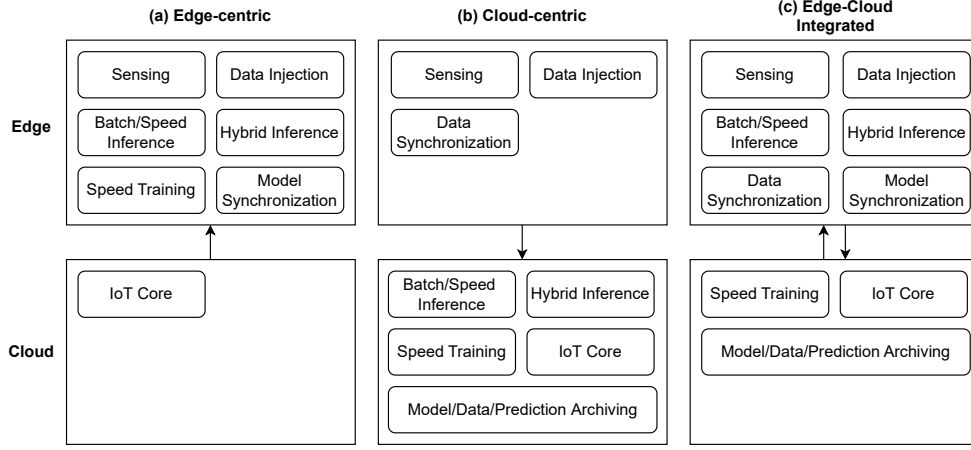 (a) Edge-centric
(b) Cloud-centric
(c) Edge-Cloud
Integrated
Edge
Sensing
Data Injection
Batch/Speed
Inference
Hybrid Inference
Speed Training
Model
Synchronization
Sensing
Data Injection
Data
Synchronization
Sensing
Data Injection
Batch/Speed
Inference
Hybrid Inference
Data
Synchronization
Model
Synchronization
Cloud
IoT Core
Batch/Speed
Inference
Hybrid Inference
Speed Training
IoT Core
Model/Data/Prediction Archiving
Speed Training
IoT Core
Model/Data/Prediction Archiving